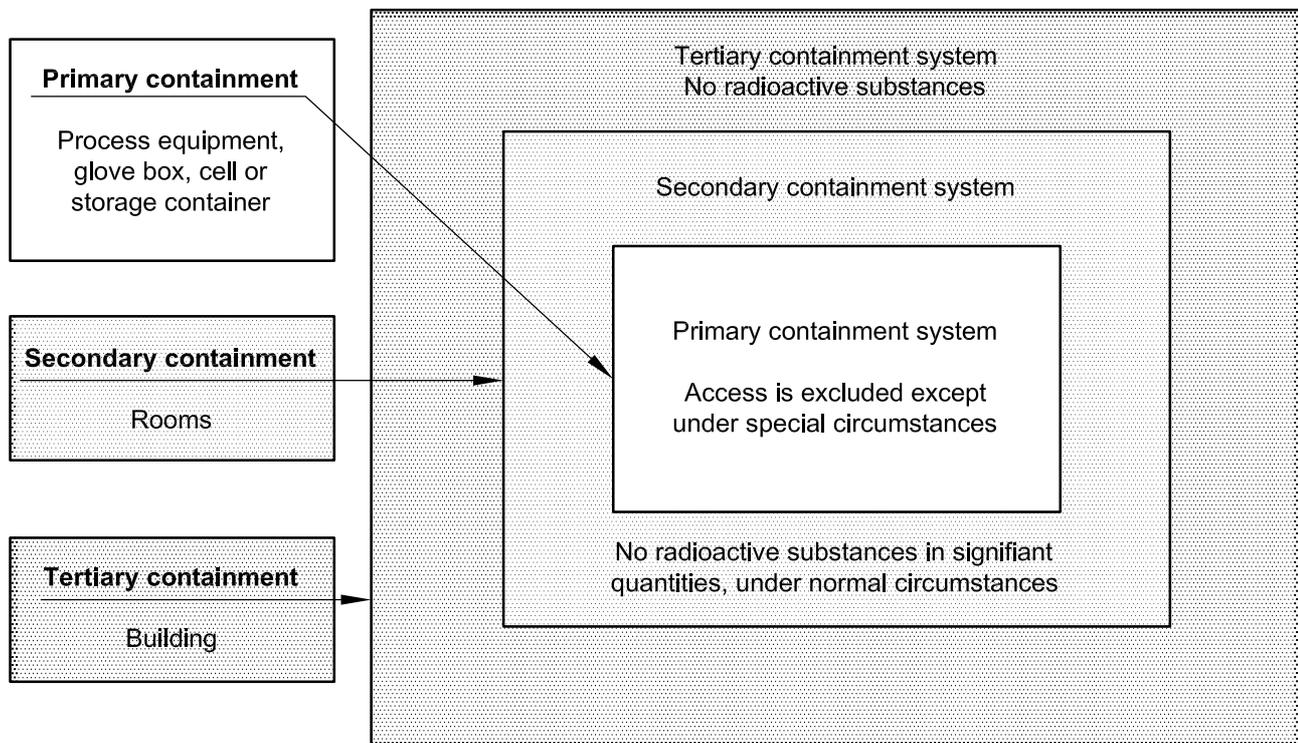 Primary containment
Process equipment,
glove box, cell or
storage container
Secondary containment
Rooms
Tertiary containment
Building
Tertiary containment system
No radioactive substances
Secondary containment system
Primary containment system
Access is excluded except
under special circumstances
No radioactive substances in signifiant
quantities, under normal circumstances